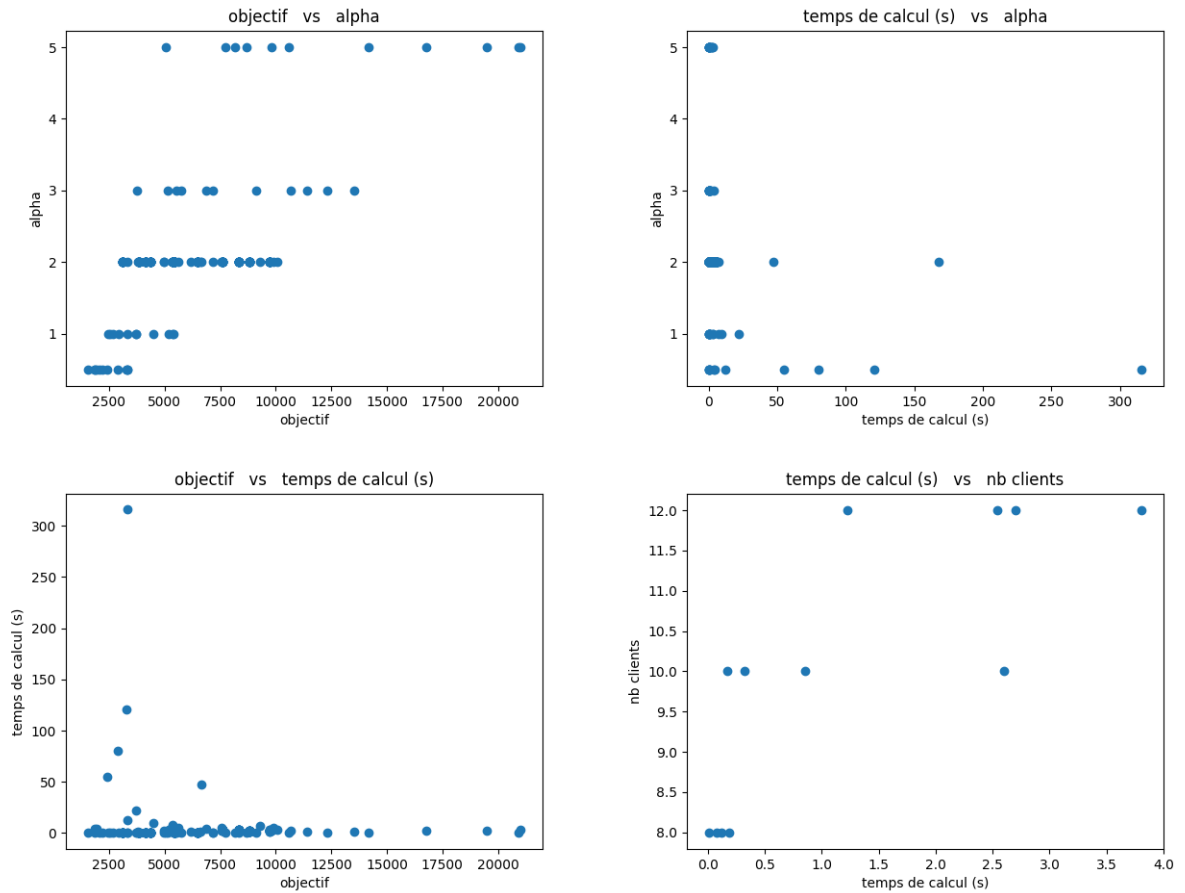 objectif vs alpha
5
4
3
2
1
alpha
2500 5000 7500 10000 12500 15000 17500 20000
objectif
temps de calcul (s) vs alpha
5
4
3
2
1
alpha
0 50 100 150 200 250 300
temps de calcul (s)
objectif vs temps de calcul (s)
300
250
200
150
100
50
0
temps de calcul (s)
2500 5000 7500 10000 12500 15000 17500 20000
objectif
temps de calcul (s) vs nb clients
12.0
11.5
11.0
10.5
10.0
9.5
9.0
8.5
8.0
nb clients
0.0 0.5 1.0 1.5 2.0 2.5 3.0 3.5 4.0
temps de calcul (s)